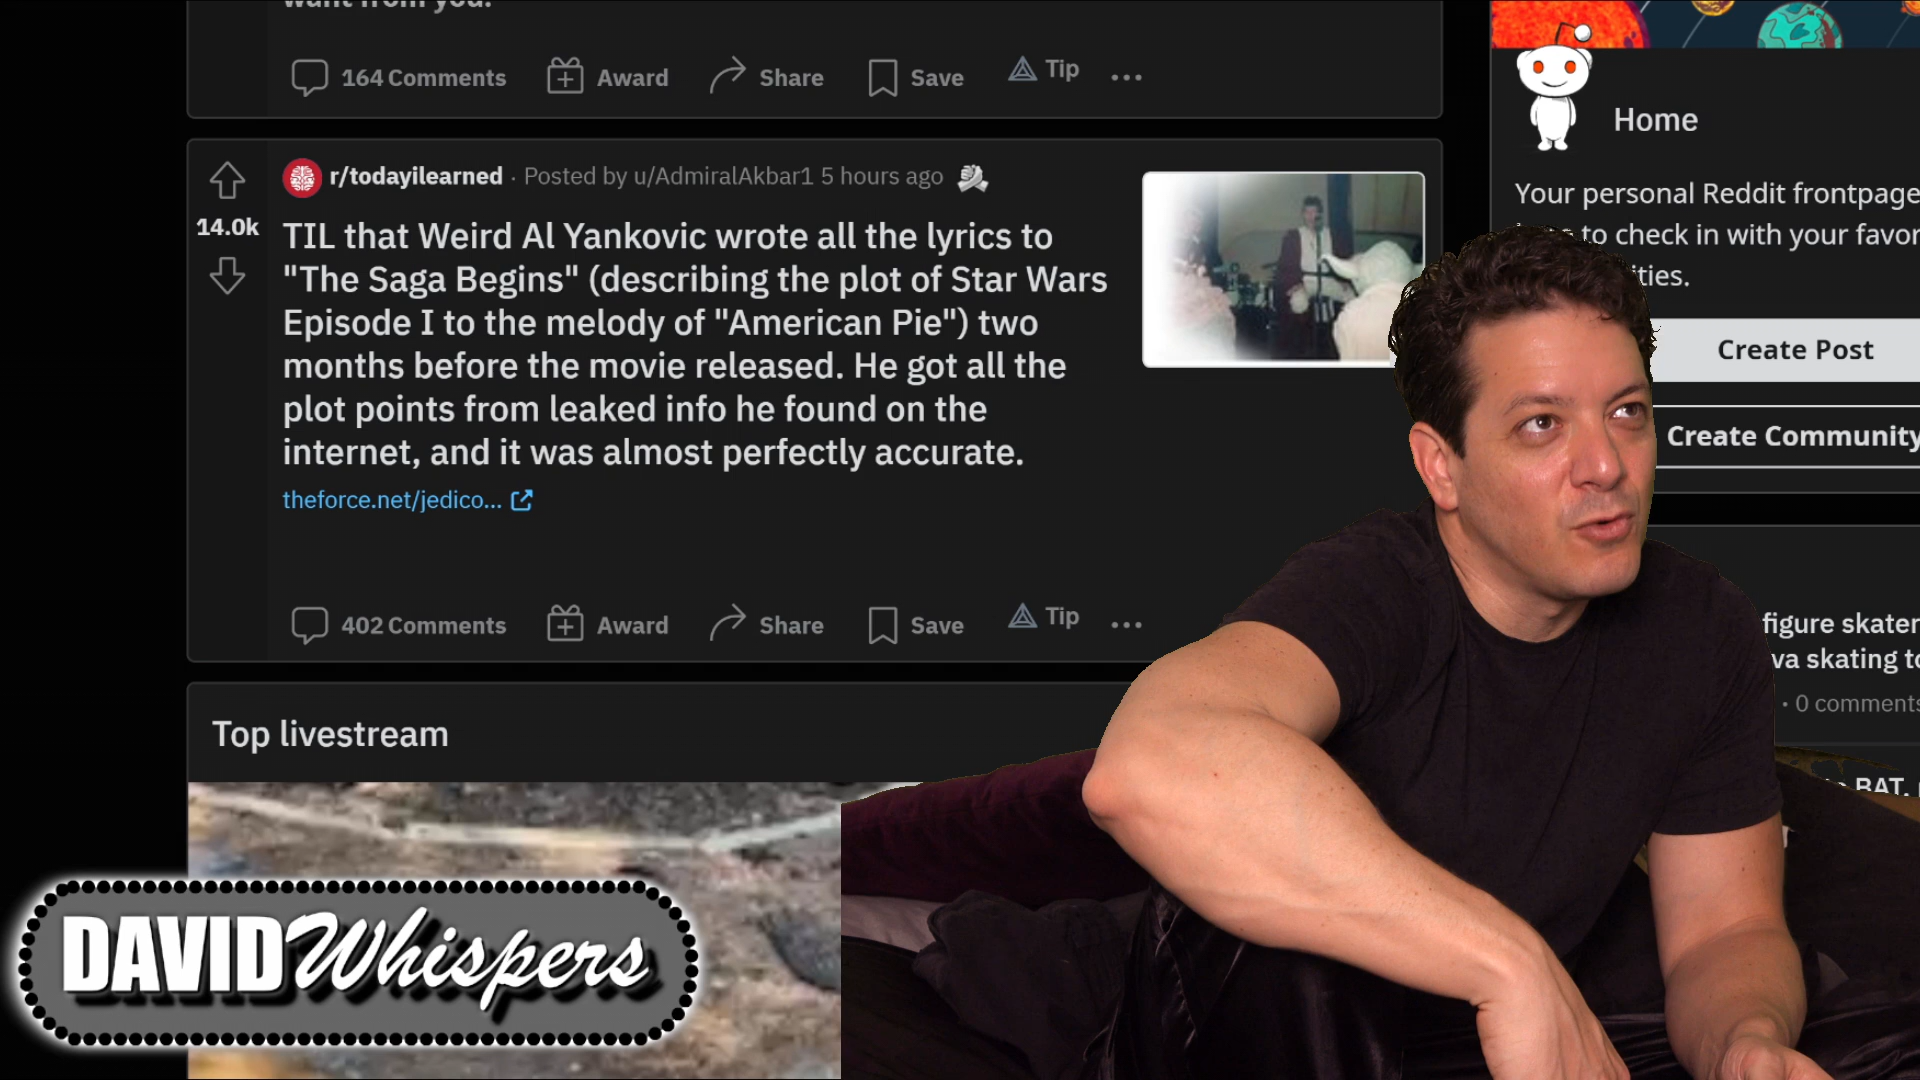 want from you.
164 Comments Award Share Save Tip ...
r/todayilearned · Posted by u/AdmiralAkbar1 5 hours ago
14.0k
TIL that Weird Al Yankovic wrote all the lyrics to
"The Saga Begins" (describing the plot of Star Wars
Episode I to the melody of "American Pie") two
months before the movie released. He got all the
plot points from leaked info he found on the
internet, and it was almost perfectly accurate.
theforce.net/jedico...
402 Comments Award Share Save Tip ...
Top livestream
DAVID Whispers
Home
Your personal Reddit frontpage
to check in with your favor
ities.
Create Post
Create Community
figure skater
va skating to
· 0 comments
BAT,